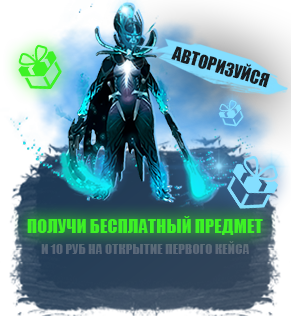 АВТОРИЗУЙСЯ
ПОЛУЧИ БЕСПЛАТНЫЙ ПРЕДМЕТ
И 10 РУБ НА ОТКРЫТИЕ ПЕРВОГО КЕЙСА